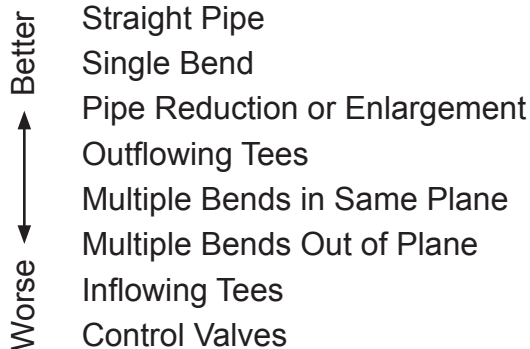 Better
Worse
Straight Pipe
Single Bend
Pipe Reduction or Enlargement
Outflowing Tees
Multiple Bends in Same Plane
Multiple Bends Out of Plane
Inflowing Tees
Control Valves